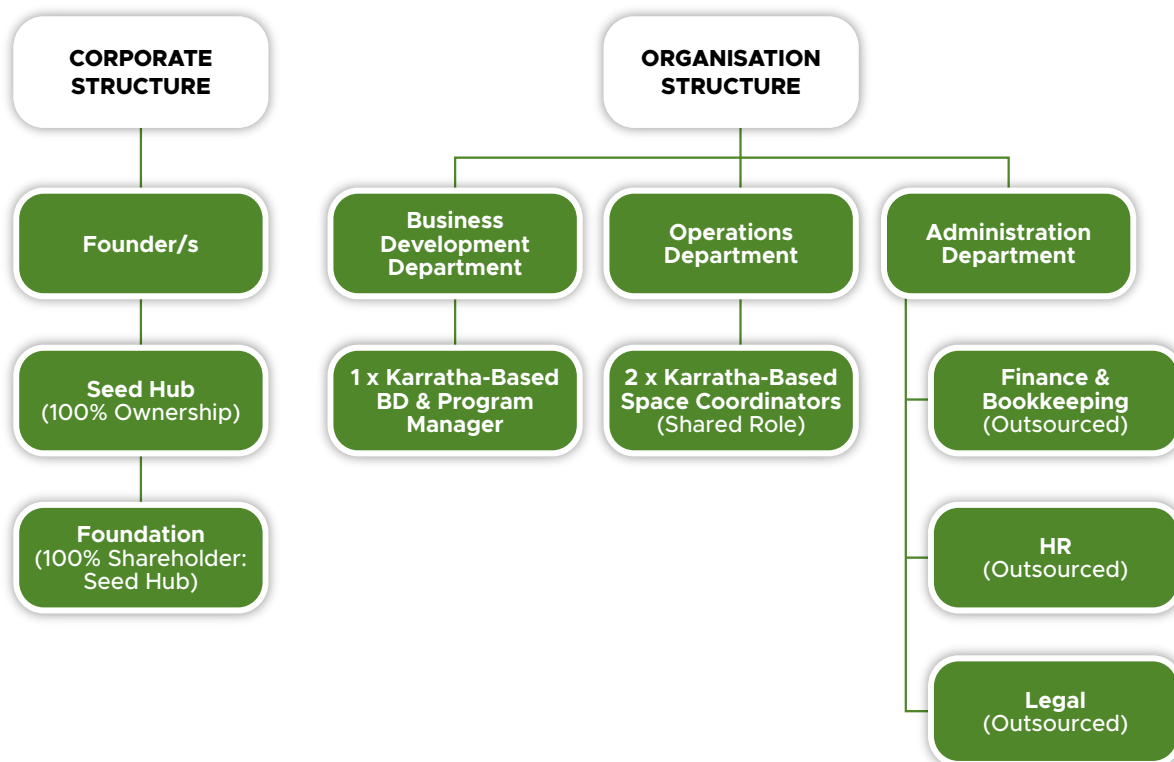 CORPORATE
STRUCTURE
Founder/s
Seed Hub
(100% Ownership)
Foundation
(100% Shareholder:
Seed Hub)
ORGANISATION
STRUCTURE
Business
Development
Department
1 x Karratha-Based
BD & Program
Manager
Operations
Department
2 x Karratha-Based
Space Coordinators
(Shared Role)
Administration
Department
Finance &
Bookkeeping
(Outsourced)
HR
(Outsourced)
Legal
(Outsourced)